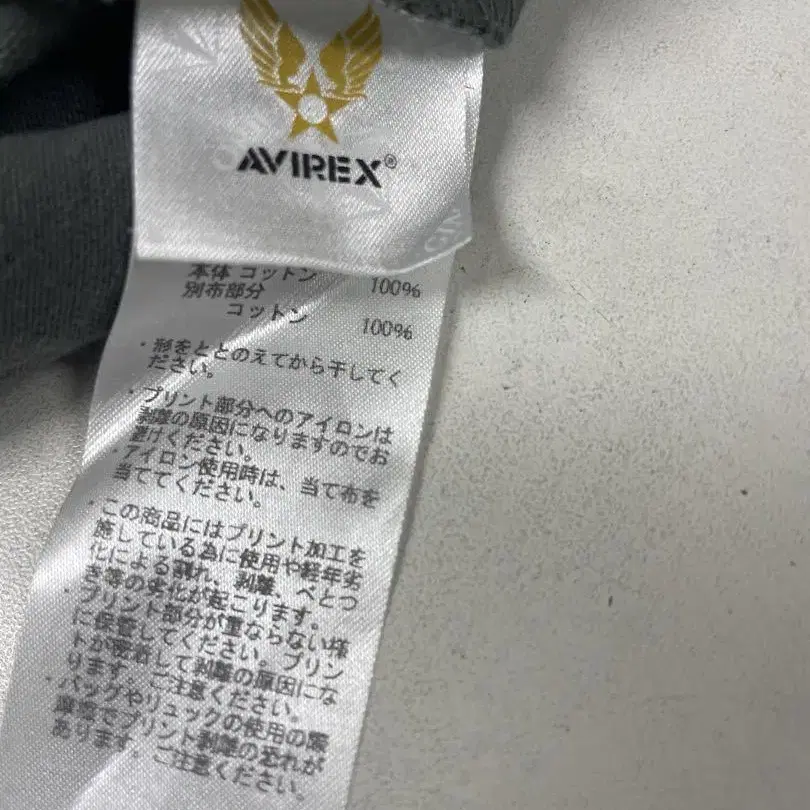 AVIREX®
本体 コットン 100%
別布部分
コットン 100%
・形をととのえてから干してく
ださい。
・プリント部分へのアイロンは
剥離の原因になりますのでお
避けください。
・アイロン使用時は、当て布を
当ててください。
・この商品にはプリント加工を
施している為に使用や経年劣
化による割れ、剥離、べとつ
き等の劣化が起こります。
・プリント部分が重ならない様
に保管してください。プリン
トが密着して剥離の原因にな
ります。ご注意ください。
・バッグやリュックの使用の際
摩擦でプリント剥離の恐れが
あります。ご注意ください。